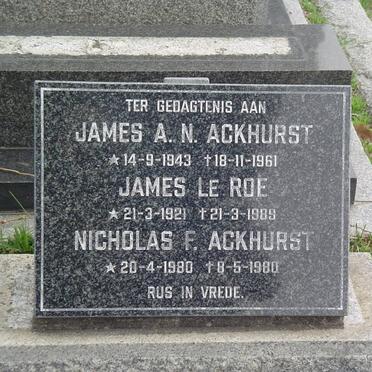 TER GEDAGTENIS AAN
JAMES A. N. ACKHURST
★14-9-1943 †18-11-1961
JAMES LE ROE
★21-3-1921 †21-3-1989
NICHOLAS F. ACKHURST
★20-4-1980 †8-5-1980
RUS IN VREDE.